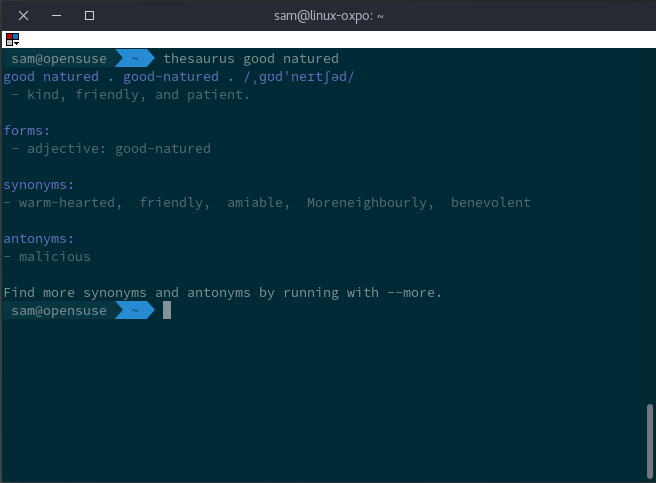 sam@linux-oxpo: ~
sam@opensuse ~ thesaurus good natured
good natured . good-natured . /ˌɡʊdˈneɪtʃəd/
- kind, friendly, and patient.
forms:
- adjective: good-natured
synonyms:
- warm-hearted, friendly, amiable, Moreneighbourly, benevolent
antonyms:
- malicious
Find more synonyms and antonyms by running with --more.
sam@opensuse ~